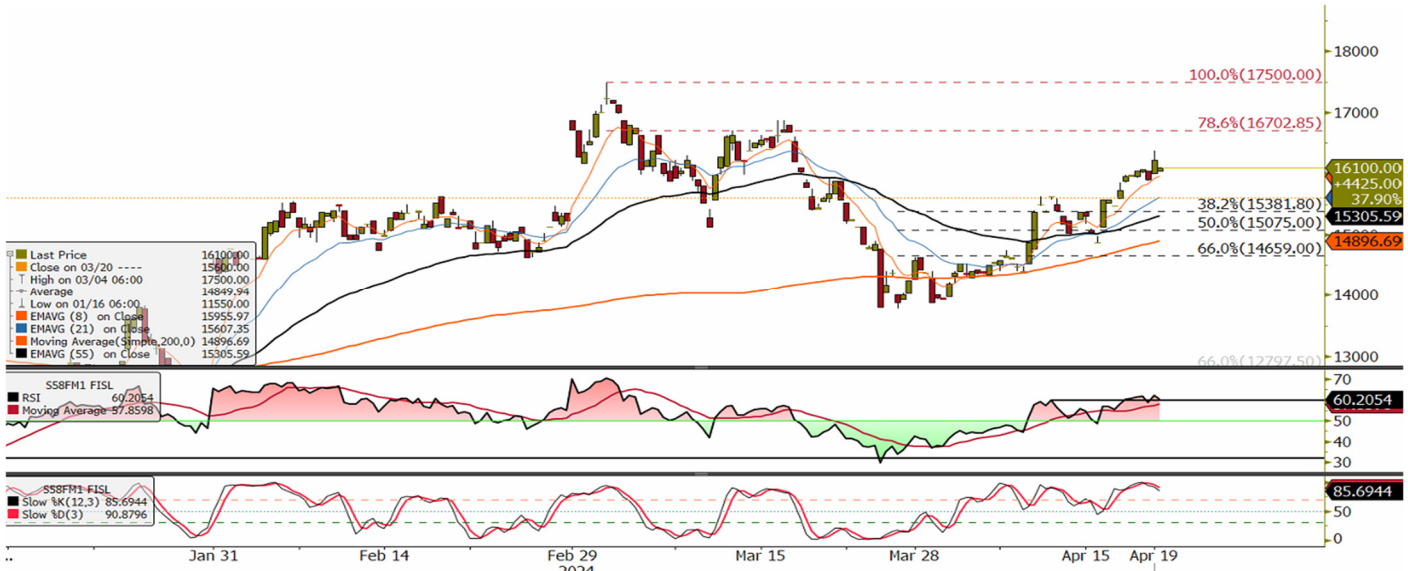 18000
100.0%(17500.00)
17000
78.6%(16702.85)
16100.00
+4425.00
37.90%
38.2%(15381.80)
15305.59
50.0%(15075.00)
14896.69
66.0%(14659.00)
14000
66.0%(12797.50)
13000
Last Price 16100.00
Close on 03/20 ---- 15600.00
High on 03/04 06:00 17500.00
Average 14849.94
Low on 01/16 06:00 11550.00
EMAVG (8) on Close 15955.97
EMAVG (21) on Close 15607.35
Moving Average(Simple,200,0) 14896.69
EMAVG (55) on Close 15305.59
S58FM1 FISL
RSI 60.2054
Moving Average 57.8598
70
60.2054
50
40
30
S58FM1 FISL
Slow %K(12,3) 85.6944
Slow %D(3) 90.8796
85.6944
50
0
Jan 31 Feb 14 Feb 29 Mar 15 Mar 28 Apr 15 Apr 19